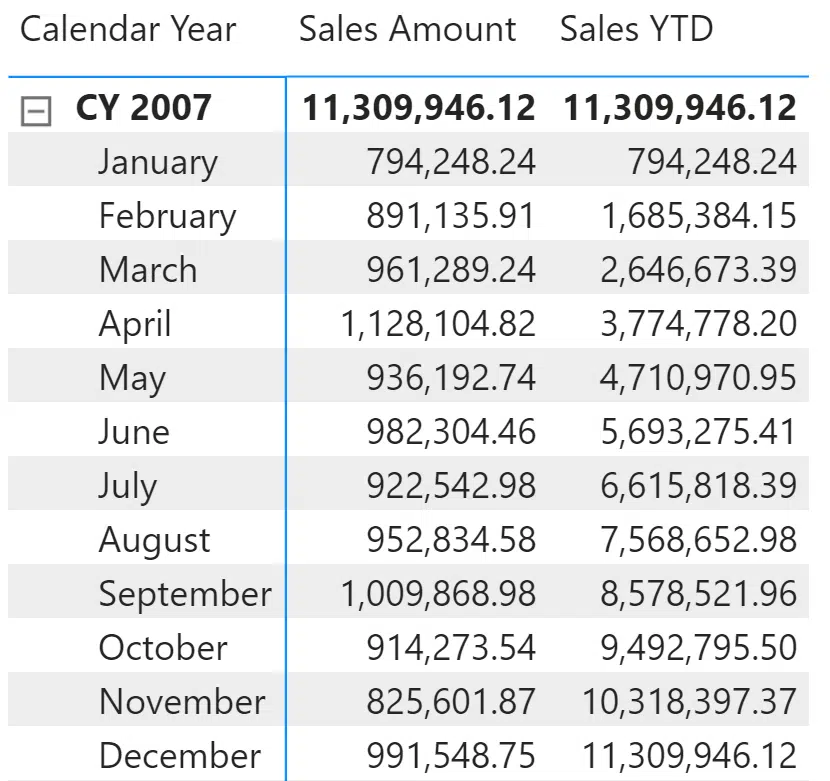 Calendar Year Sales Amount Sales YTD
CY 2007 11,309,946.12 11,309,946.12
January 794,248.24 794,248.24
February 891,135.91 1,685,384.15
March 961,289.24 2,646,673.39
April 1,128,104.82 3,774,778.20
May 936,192.74 4,710,970.95
June 982,304.46 5,693,275.41
July 922,542.98 6,615,818.39
August 952,834.58 7,568,652.98
September 1,009,868.98 8,578,521.96
October 914,273.54 9,492,795.50
November 825,601.87 10,318,397.37
December 991,548.75 11,309,946.12